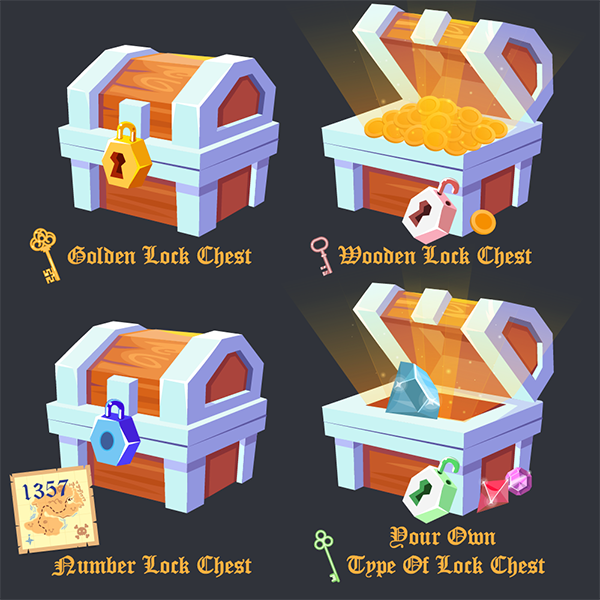 Golden Lock Chest
Wooden Lock Chest
1357
Number Lock Chest
Your Own
Type Of Lock Chest